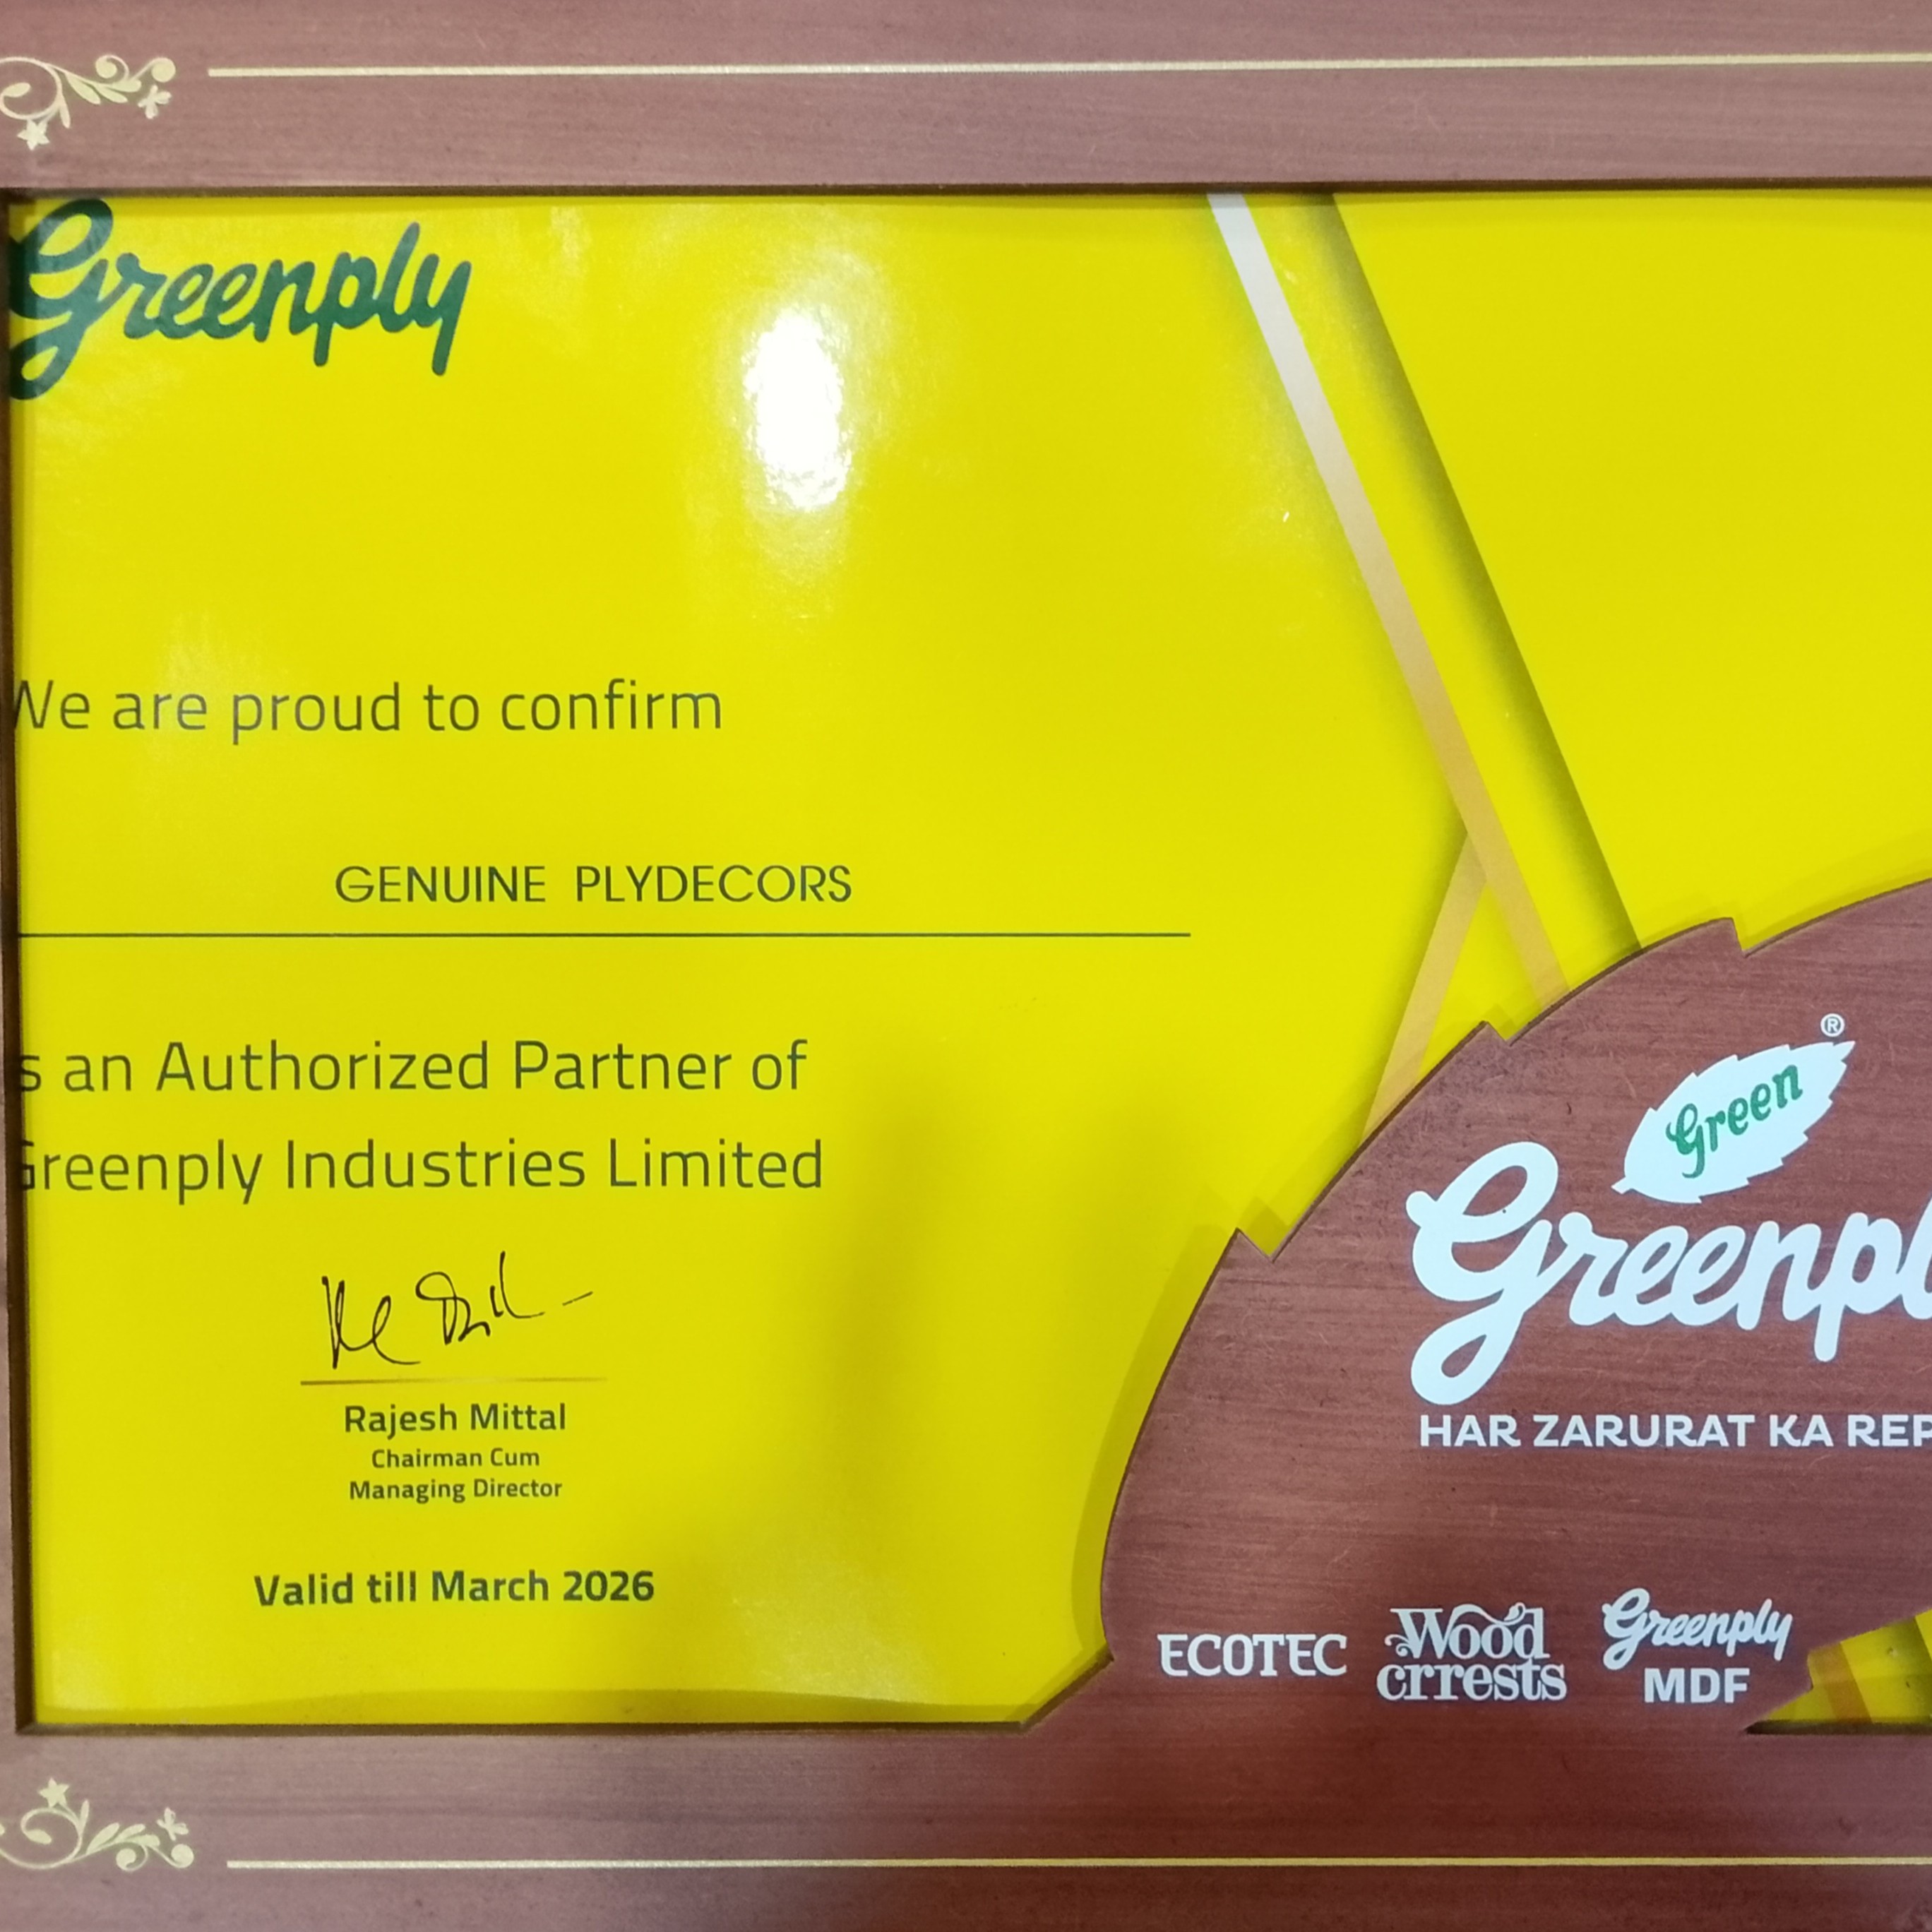 Greenply
We are proud to confirm
GENUINE PLYDECORS
s an Authorized Partner of
Greenply Industries Limited
Rajesh Mittal
Chairman Cum
Managing Director
Valid till March 2026
Green®
Greenpl
HAR ZARURAT KA REP
ECOTEC
Wood
crrests
Greenply
MDF